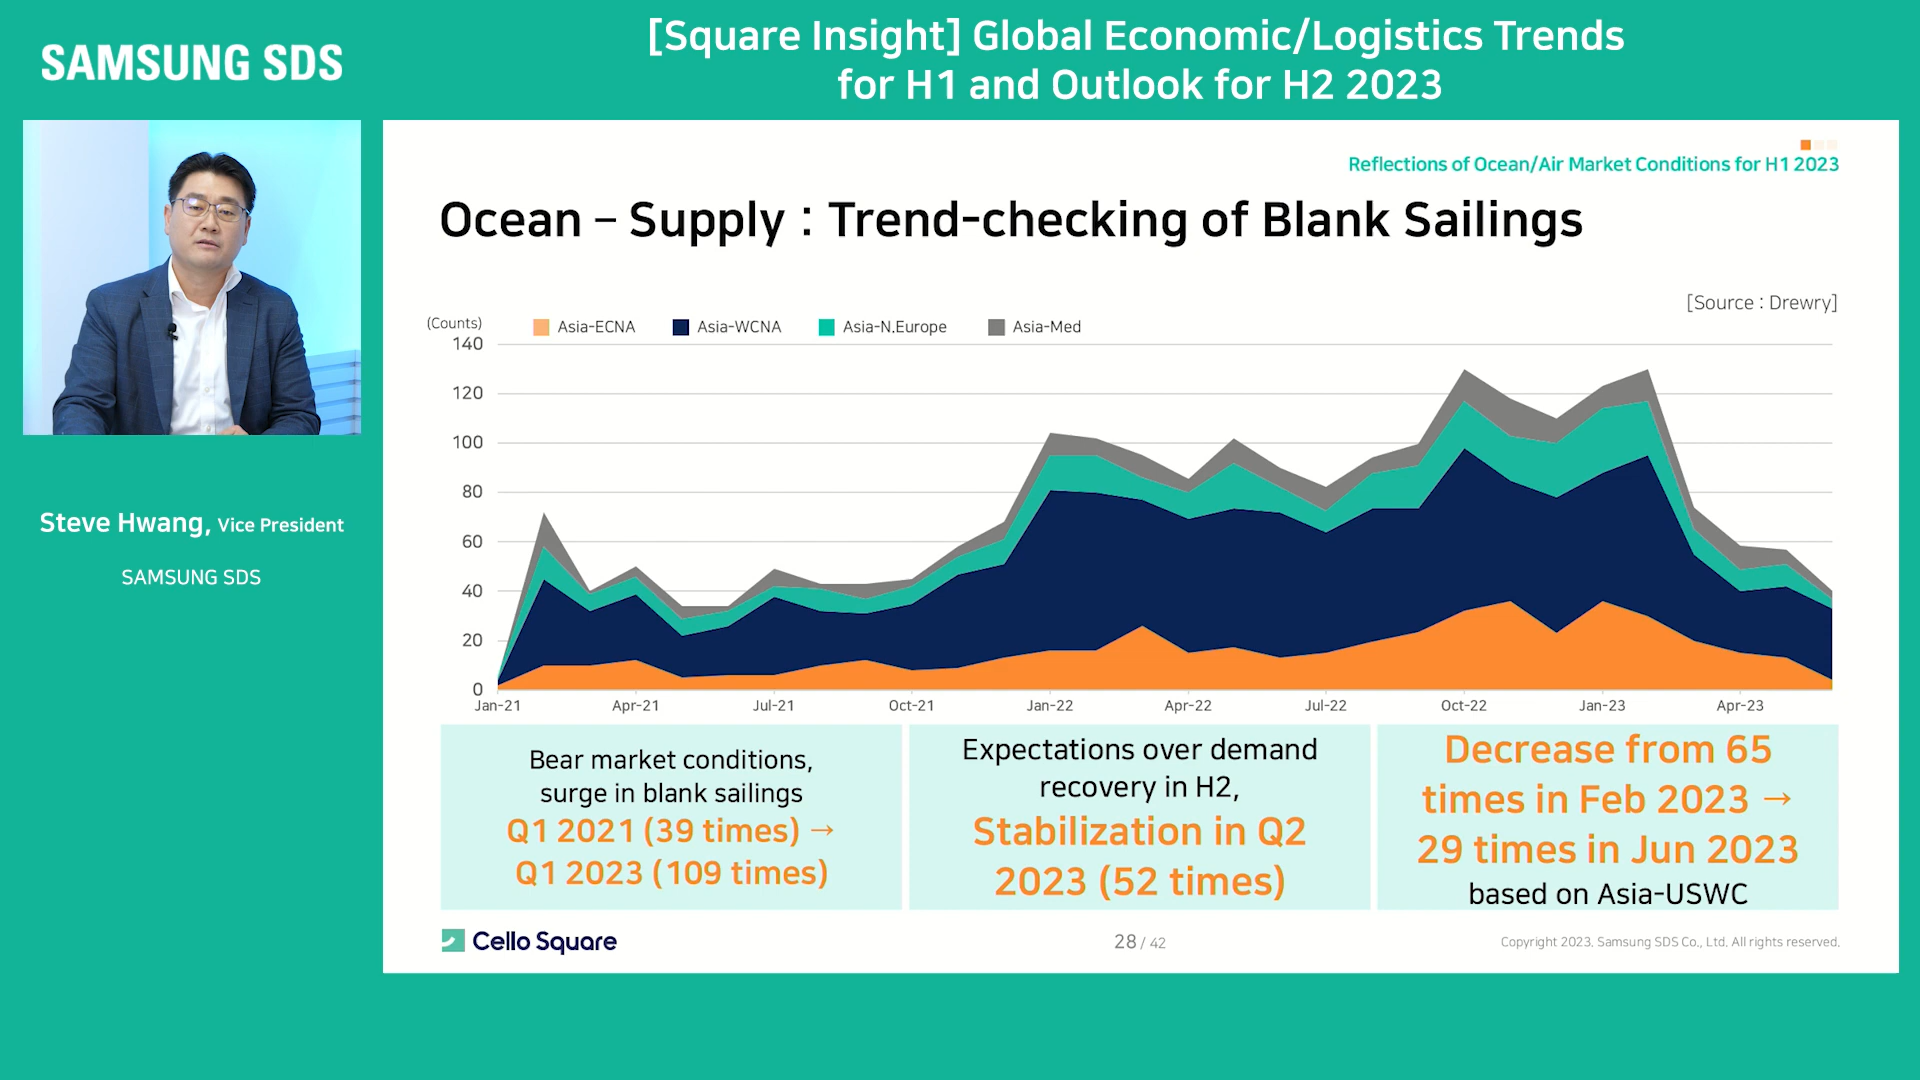 SAMSUNG SDS
[Square Insight] Global Economic/Logistics Trends
for H1 and Outlook for H2 2023
Steve Hwang, Vice President
SAMSUNG SDS
Reflections of Ocean/Air Market Conditions for H1 2023
Ocean – Supply : Trend-checking of Blank Sailings
[Source : Drewry]
(Counts)
Asia-ECNA
Asia-WCNA
Asia-N.Europe
Asia-Med
140
120
100
80
60
40
20
0
Jan-21
Apr-21
Jul-21
Oct-21
Jan-22
Apr-22
Jul-22
Oct-22
Jan-23
Apr-23
Bear market conditions,
surge in blank sailings
Q1 2021 (39 times) →
Q1 2023 (109 times)
Expectations over demand
recovery in H2,
Stabilization in Q2
2023 (52 times)
Decrease from 65
times in Feb 2023 →
29 times in Jun 2023
based on Asia-USWC
Cello Square
28 / 42
Copyright 2023. Samsung SDS Co., Ltd. All rights reserved.